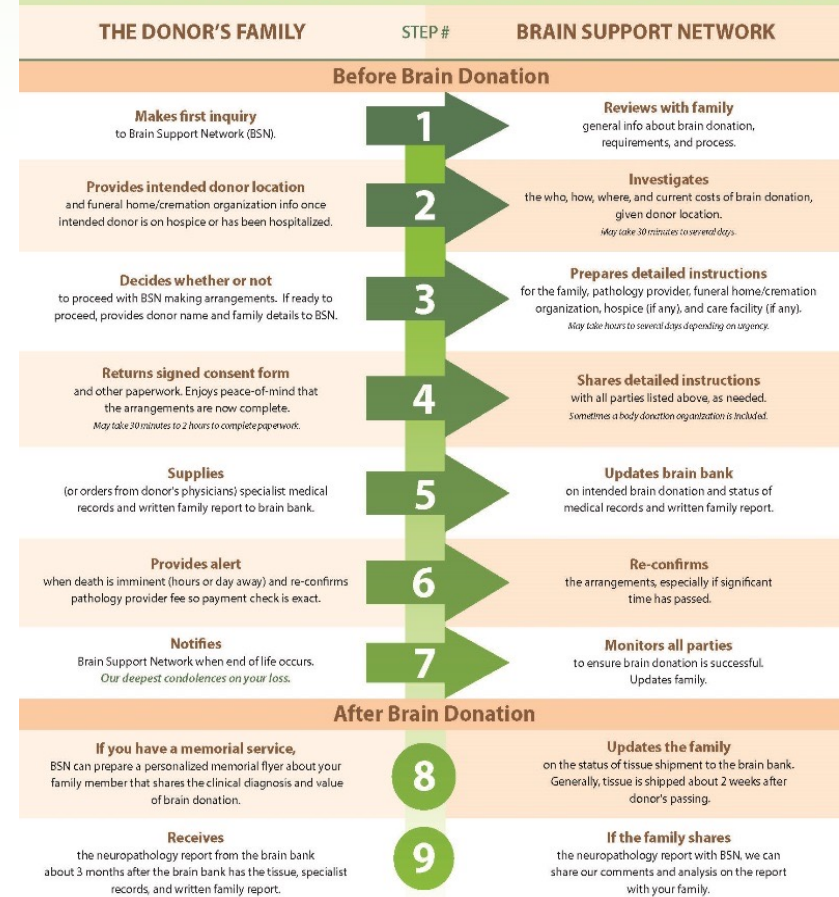 THE DONOR'S FAMILY
STEP #
BRAIN SUPPORT NETWORK
Before Brain Donation
Makes first inquiry
to Brain Support Network (BSN).
1
Reviews with family
general info about brain donation,
requirements, and process.
Provides intended donor location
and funeral home/cremation organization info once
intended donor is on hospice or has been hospitalized.
2
Investigates
the who, how, where, and current costs of brain donation,
given donor location.
May take 30 minutes to several days.
Decides whether or not
to proceed with BSN making arrangements. If ready to
proceed, provides donor name and family details to BSN.
3
Prepares detailed instructions
for the family, pathology provider, funeral home/cremation
organization, hospice (if any), and care facility (if any).
May take hours to several days depending on urgency.
Returns signed consent form
and other paperwork. Enjoys peace-of-mind that
the arrangements are now complete.
May take 30 minutes to 2 hours to complete paperwork.
4
Shares detailed instructions
with all parties listed above, as needed.
Sometimes a body donation organization is included.
Supplies
(or orders from donor's physicians) specialist medical
records and written family report to brain bank.
5
Updates brain bank
on intended brain donation and status of
medical records and written family report.
Provides alert
when death is imminent (hours or day away) and re-confirms
pathology provider fee so payment check is exact.
6
Re-confirms
the arrangements, especially if significant
time has passed.
Notifies
Brain Support Network when end of life occurs.
Our deepest condolences on your loss.
7
Monitors all parties
to ensure brain donation is successful.
Updates family.
After Brain Donation
If you have a memorial service,
BSN can prepare a personalized memorial flyer about your
family member that shares the clinical diagnosis and value
of brain donation.
8
Updates the family
on the status of tissue shipment to the brain bank.
Generally, tissue is shipped about 2 weeks after
donor's passing.
Receives
the neuropathology report from the brain bank
about 3 months after the brain bank has the tissue, specialist
records, and written family report.
9
If the family shares
the neuropathology report with BSN, we can
share our comments and analysis on the report
with your family.